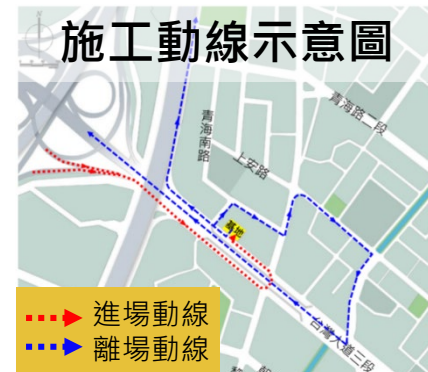 施工動線示意圖
青海路二段
青海南路
上安路
基地
台灣大道三段
進場動線
離場動線